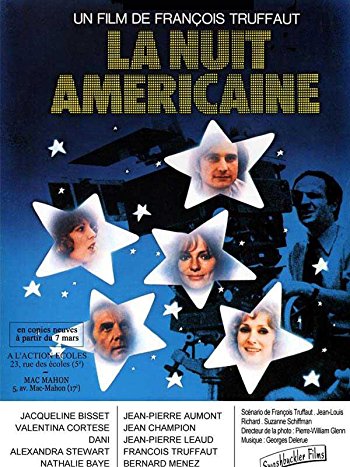 UN FILM DE FRANÇOIS TRUFFAUT
LA NUIT
AMERICAINE
en copies neuves
à partir du 7 mars
A L'ACTION ECOLES
23, rue des écoles (5e)
MAC MAHON
5, av. Mac-Mahon (17e)
JACQUELINE BISSET
VALENTINA CORTESE
DANI
ALEXANDRA STEWART
NATHALIE BAYE
JEAN-PIERRE AUMONT
JEAN CHAMPION
JEAN-PIERRE LEAUD
FRANÇOIS TRUFFAUT
BERNARD MENEZ
Scénario de François Truffaut . Jean-Louis
Richard . Suzanne Schiffman
Directeur de la photo : Pierre-William Glenn
Musique : Georges Delerue
Swashbuckler Films